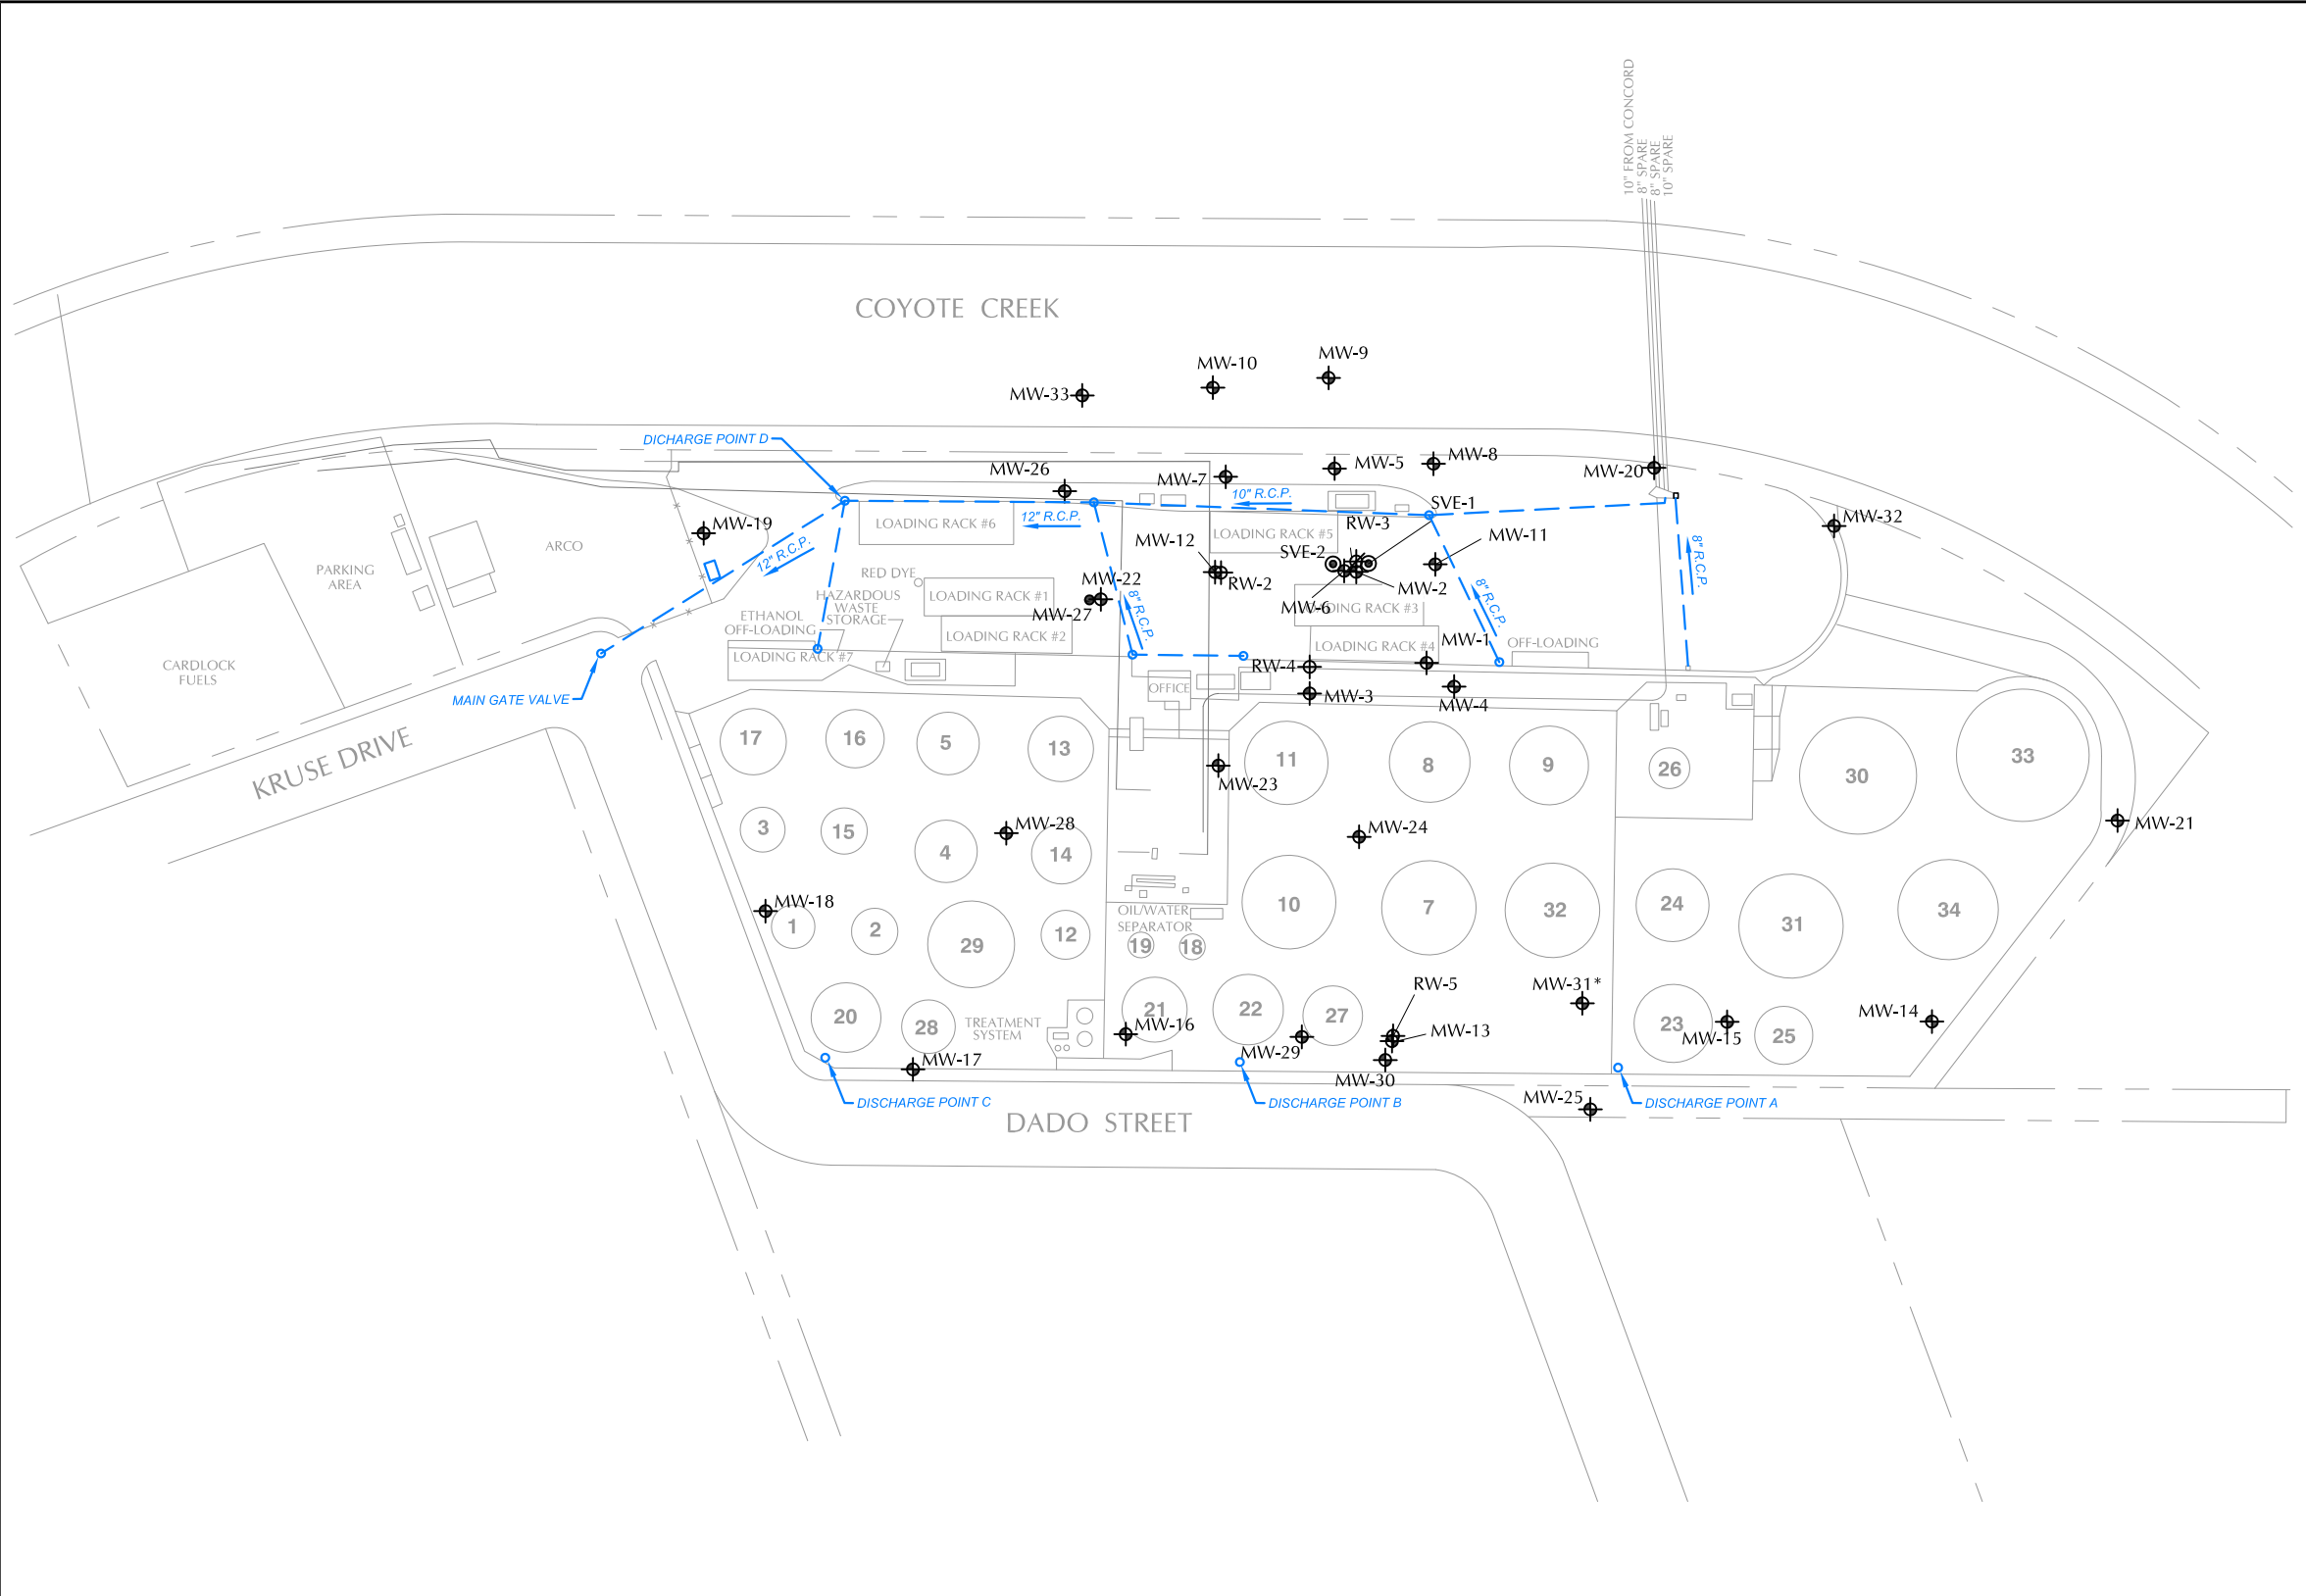 10" FROM CONCORD
8" SPARE
8" SPARE
10" SPARE
COYOTE CREEK
MW-9
MW-10
MW-33
DICHARGE POINT D
MW-26
MW-7
MW-5
MW-8
MW-20
10" R.C.P.
SVE-1
12" R.C.P.
LOADING RACK #6
RW-3
MW-19
MW-32
LOADING RACK #5
MW-12
MW-11
ARCO
SVE-2
12" R.C.P.
8" R.C.P.
PARKING
AREA
RED DYE
MW-22
RW-2
MW-2
HAZARDOUS
WASTE
STORAGE
LOADING RACK #1
8" R.C.P.
MW-6
LOADING RACK #3
8" R.C.P.
MW-27
ETHANOL
OFF-LOADING
LOADING RACK #2
MW-1
OFF-LOADING
LOADING RACK #4
LOADING RACK #7
CARDLOCK
FUELS
RW-4
OFFICE
MW-3
MW-4
MAIN GATE VALVE
KRUSE DRIVE
17
16
5
13
11
8
9
26
30
33
MW-23
3
15
4
MW-28
14
MW-24
MW-21
MW-18
1
2
29
12
OIL/WATER
SEPARATOR
19
18
10
7
32
24
31
34
RW-5
MW-31*
20
28
TREATMENT
SYSTEM
21
MW-16
22
27
MW-13
23
MW-15
25
MW-14
MW-29
MW-17
MW-30
DISCHARGE POINT C
DISCHARGE POINT B
MW-25
DISCHARGE POINT A
DADO STREET